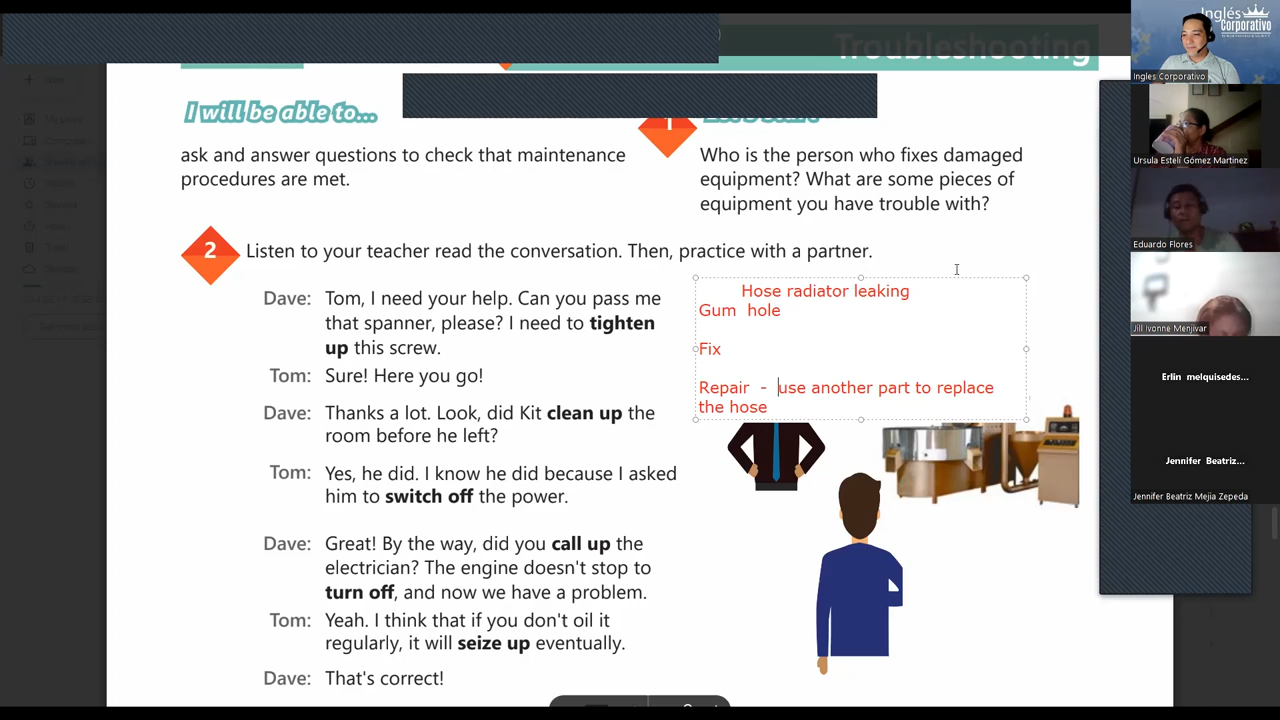 Troubleshooting
I will be able to...
ask and answer questions to check that maintenance
procedures are met.
1
Who is the person who fixes damaged
equipment? What are some pieces of
equipment you have trouble with?
2
Listen to your teacher read the conversation. Then, practice with a partner.
Dave: Tom, I need your help. Can you pass me
that spanner, please? I need to tighten
up this screw.
Tom: Sure! Here you go!
Dave: Thanks a lot. Look, did Kit clean up the
room before he left?
Tom: Yes, he did. I know he did because I asked
him to switch off the power.
Dave: Great! By the way, did you call up the
electrician? The engine doesn't stop to
turn off, and now we have a problem.
Tom: Yeah. I think that if you don't oil it
regularly, it will seize up eventually.
Dave: That's correct!
Hose radiator leaking
Gum hole
Fix
Repair - use another part to replace
the hose
Inglés
Corporativo
Ingles Corporativo
Ursula Estelí Gómez Martinez
Eduardo Flores
Jill Ivonne Menjivar
Erlin melquisedes...
Jennifer Beatriz...
Jennifer Beatriz Mejia Zepeda